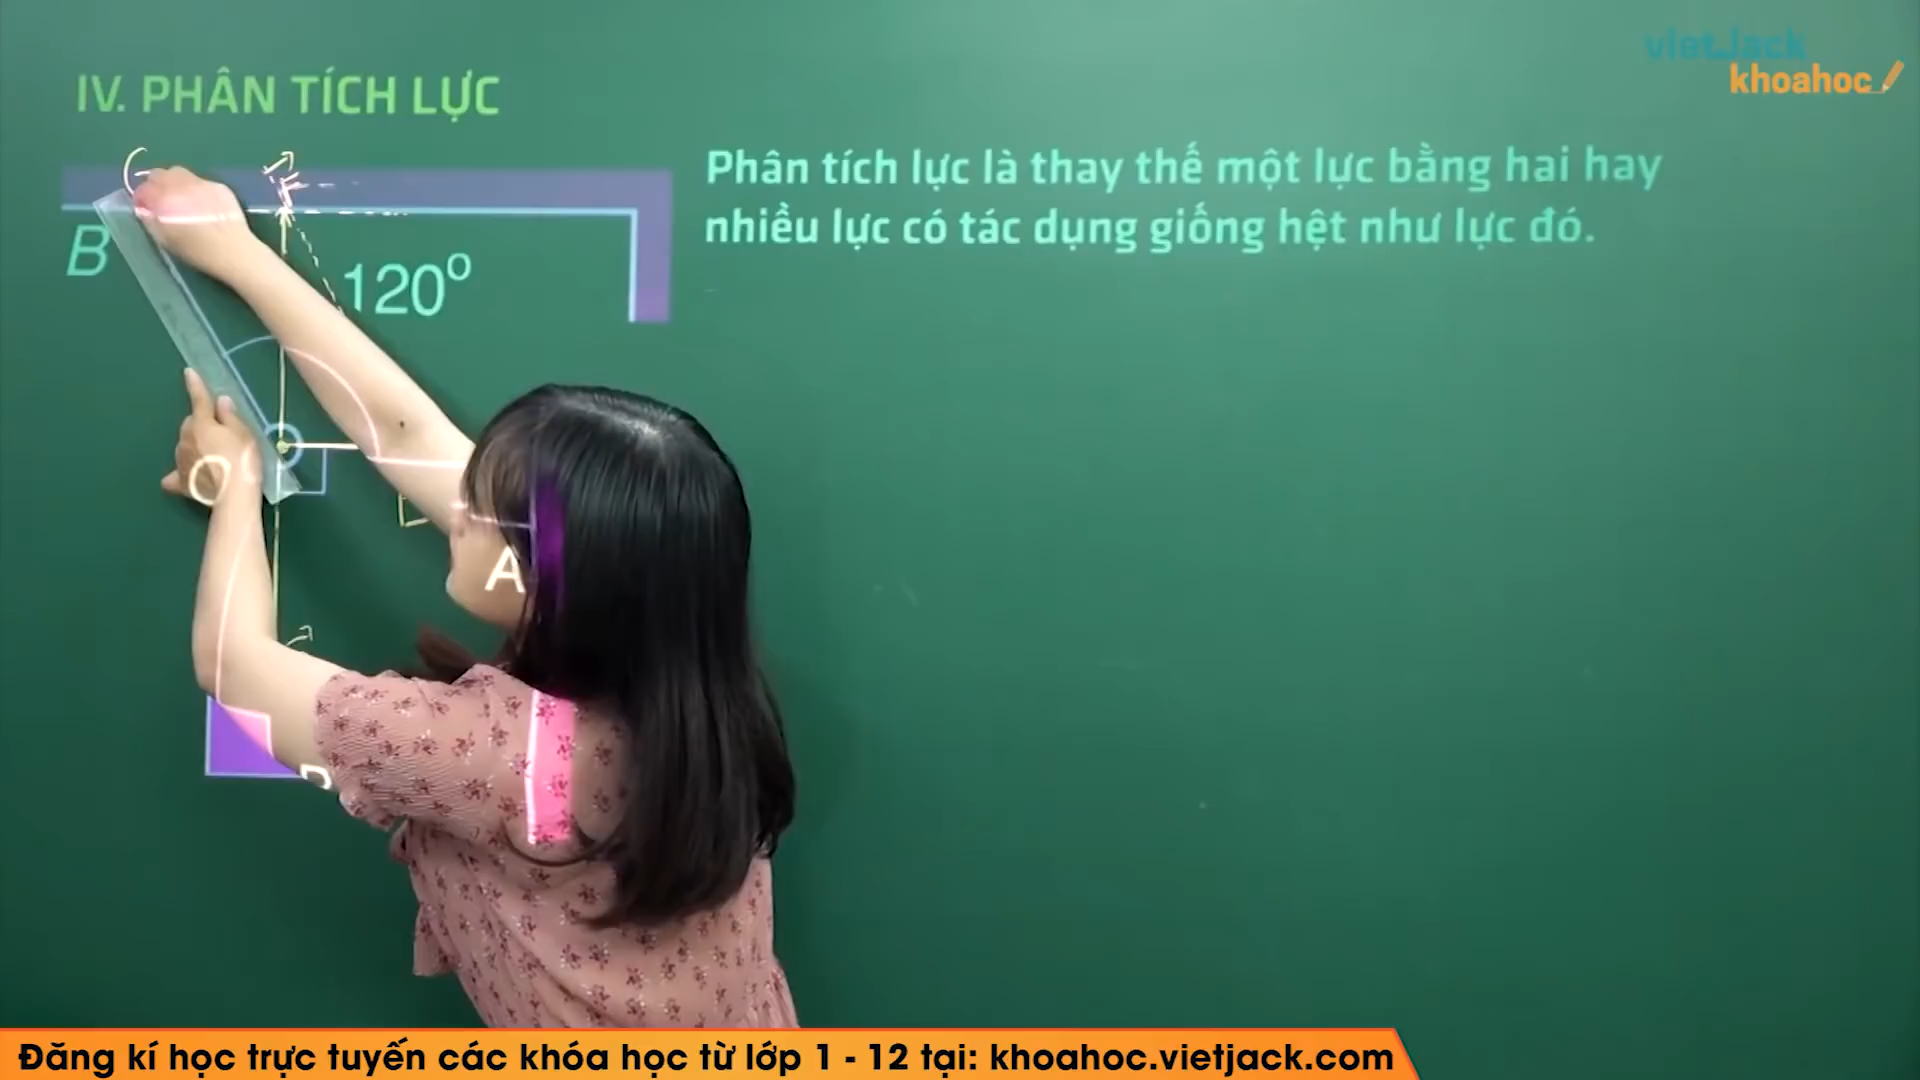 vietJack
khoahoc
IV. PHÂN TÍCH LỰC
Phân tích lực là thay thế một lực bằng hai hay
nhiều lực có tác dụng giống hệt như lực đó.
B
120°
F
O
A
Đăng kí học trực tuyến các khóa học từ lớp 1 - 12 tại: khoahoc.vietjack.com